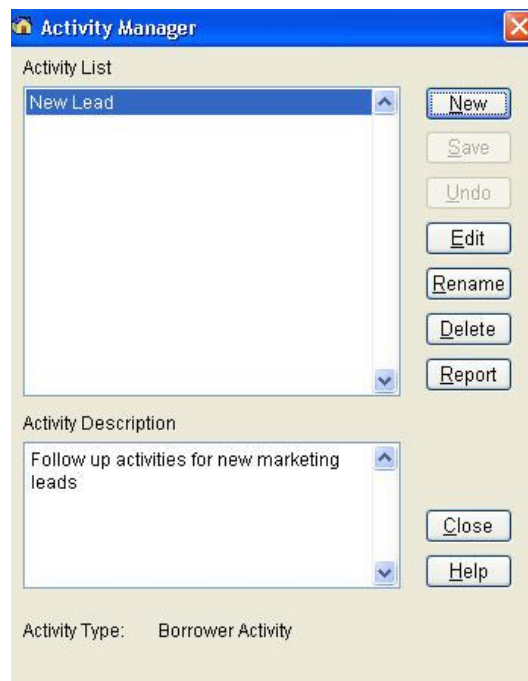 Activity Manager
Activity List
New Lead
New
Save
Undo
Edit
Rename
Delete
Report
Activity Description
Follow up activities for new marketing
leads
Close
Help
Activity Type: Borrower Activity